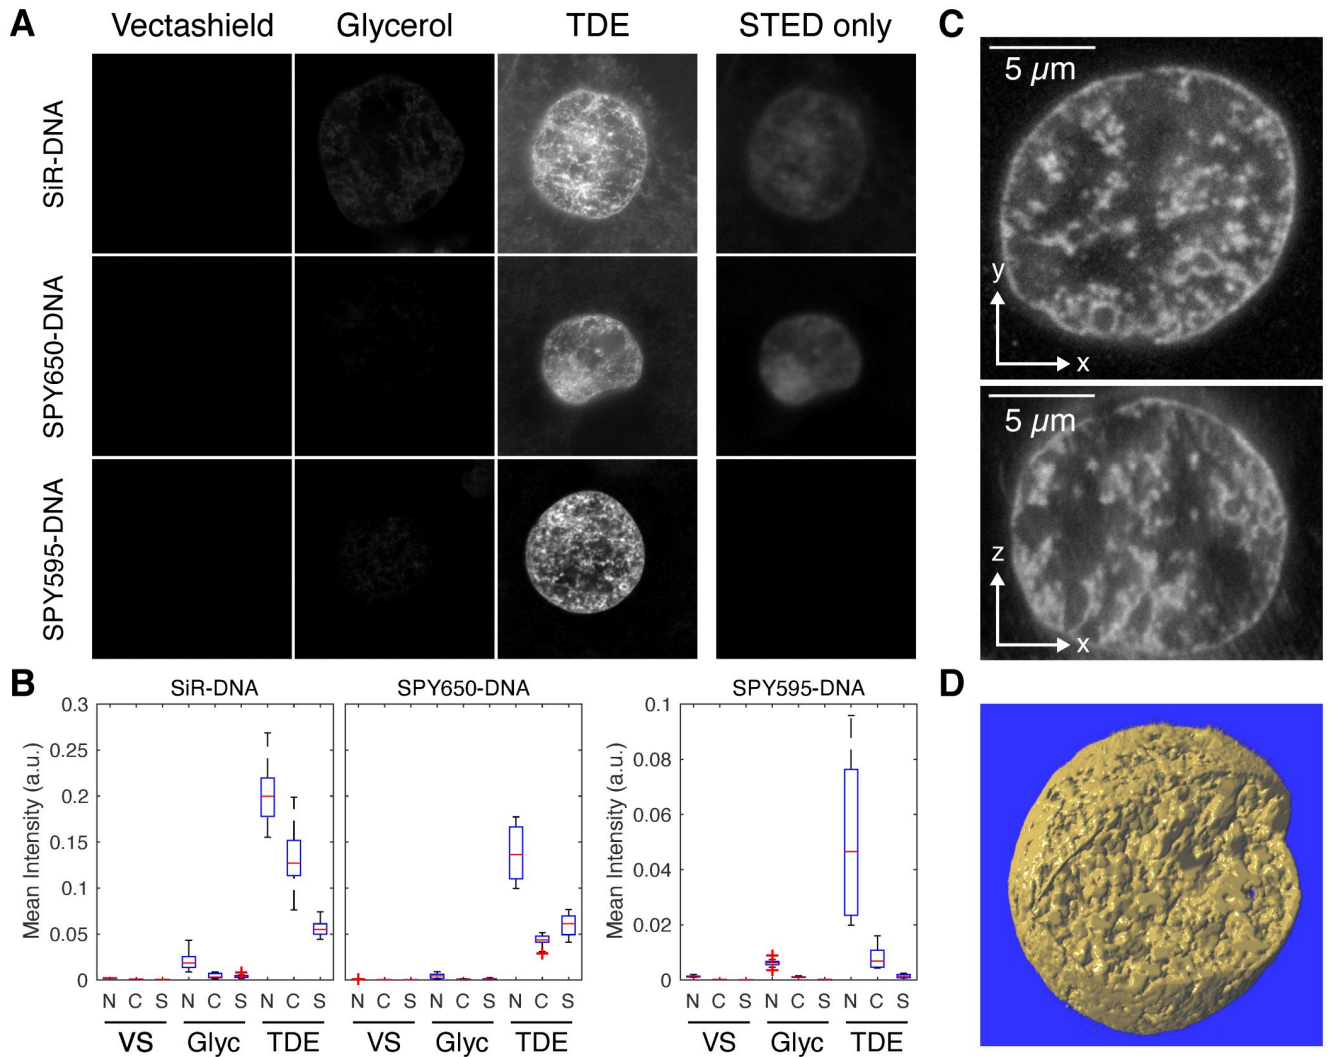 A
Vectashield Glycerol TDE STED only
SiR-DNA
SPY650-DNA
SPY595-DNA
C
5 µm
y
x
5 µm
z
x
B
SiR-DNA SPY650-DNA SPY595-DNA
Mean Intensity (a.u.)
0.3
0.25
0.2
0.15
0.1
0.05
0
N C S N C S N C S
VS Glyc TDE
N C S N C S N C S
VS Glyc TDE
Mean Intensity (a.u.)
0.1
0.08
0.06
0.04
0.02
0
N C S N C S N C S
VS Glyc TDE
D